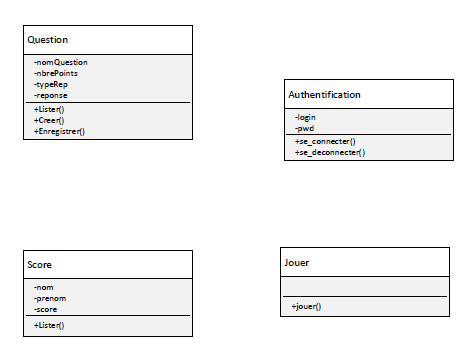 Question
-nomQuestion
-nbrePoints
-typeRep
-reponse
+Lister()
+Creer()
+Enregistrer()
Authentification
-login
-pwd
+se_connecter()
+se_deconnecter()
Score
-nom
-prenom
-score
+Lister()
Jouer
+jouer()